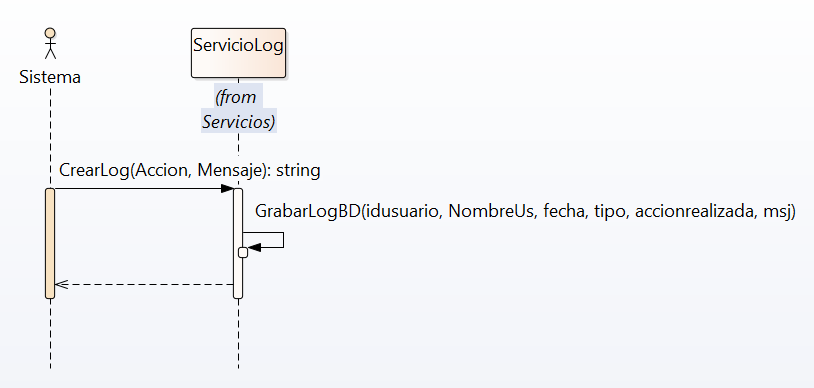 Sistema
ServicioLog
(from
Servicios)
CrearLog(Accion, Mensaje): string
GrabarLogBD(idusuario, NombreUs, fecha, tipo, accionrealizada, msj)